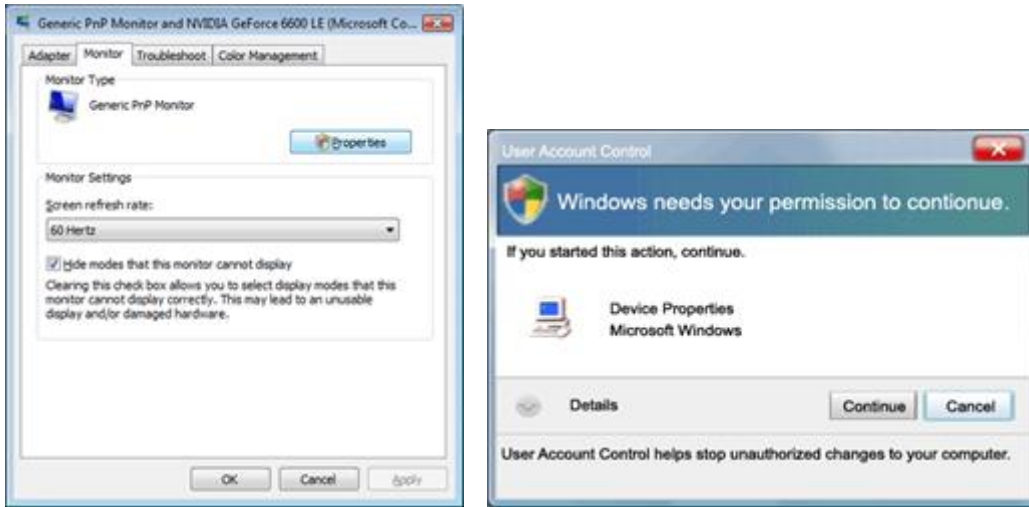 Generic PnP Monitor and NVIDIA GeForce 6600 LE (Microsoft Co...
Adapter Monitor Troubleshoot Color Management
Monitor Type
Generic PnP Monitor
Properties
Monitor Settings
Screen refresh rate:
60 Hertz
Hide modes that this monitor cannot display
Clearing this check box allows you to select display modes that this
monitor cannot display correctly. This may lead to an unusable
display and/or damaged hardware.
OK Cancel Apply
User Account Control
Windows needs your permission to contionue.
If you started this action, continue.
Device Properties
Microsoft Windows
Details Continue Cancel
User Account Control helps stop unauthorized changes to your computer.